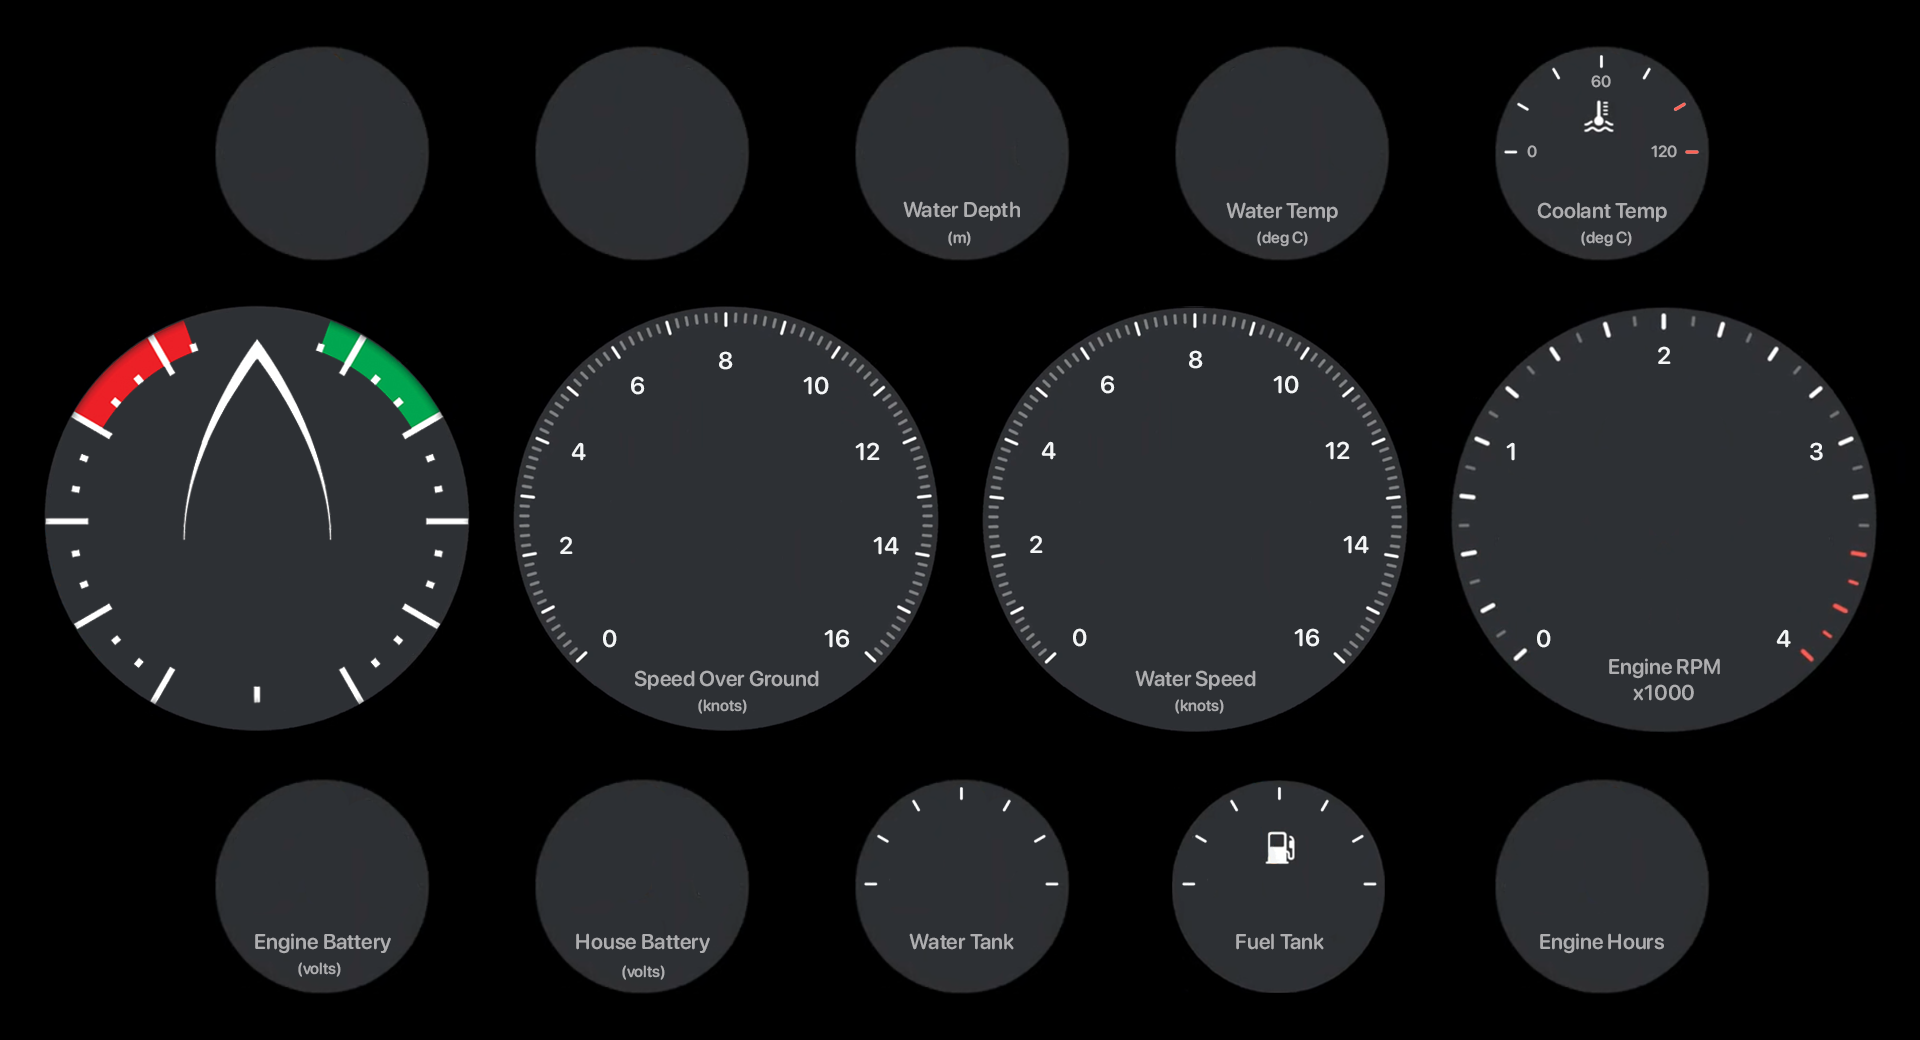 60
0
120
Water Depth
(m)
Water Temp
(deg C)
Coolant Temp
(deg C)
8
6
10
4
12
2
14
0
16
Speed Over Ground
(knots)
8
6
10
4
12
2
14
0
16
Water Speed
(knots)
2
1
3
0
4
Engine RPM
x1000
Engine Battery
(volts)
House Battery
(volts)
Water Tank
Fuel Tank
Engine Hours